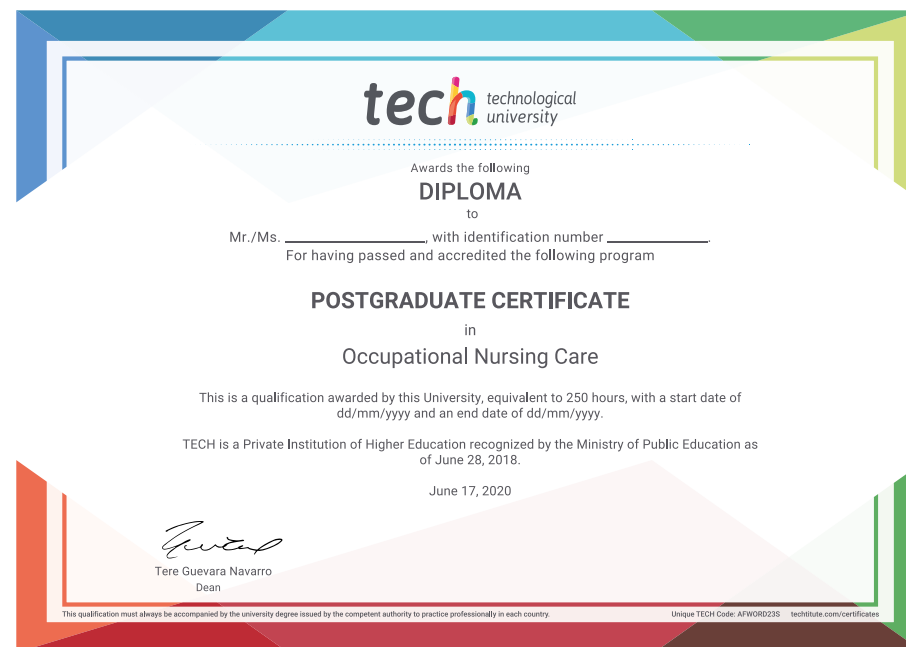 tech technological
university
Awards the following
DIPLOMA
to
Mr./Ms. ____________________, with identification number ______________.
For having passed and accredited the following program
POSTGRADUATE CERTIFICATE
in
Occupational Nursing Care
This is a qualification awarded by this University, equivalent to 250 hours, with a start date of
dd/mm/yyyy and an end date of dd/mm/yyyy.
TECH is a Private Institution of Higher Education recognized by the Ministry of Public Education as
of June 28, 2018.
June 17, 2020
Tere Guevara Navarro
Dean
This qualification must always be accompanied by the university degree issued by the competent authority to practice professionally in each country. Unique TECH Code: AFWORD23S techtitute.com/certificates